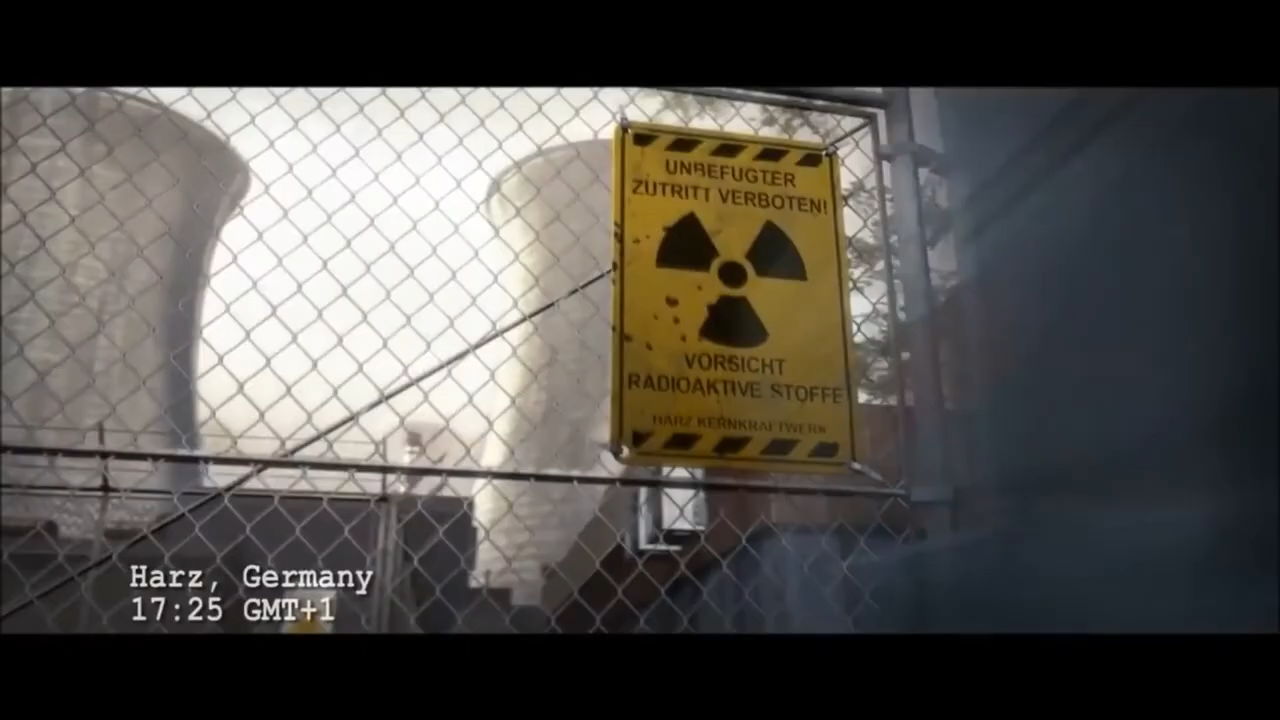 UNBEFUGTER
ZUTRITT VERBOTEN!
VORSICHT
RADIOAKTIVE STOFFE
HARZ KERNKRAFTWERK
Harz, Germany
17:25 GMT+1